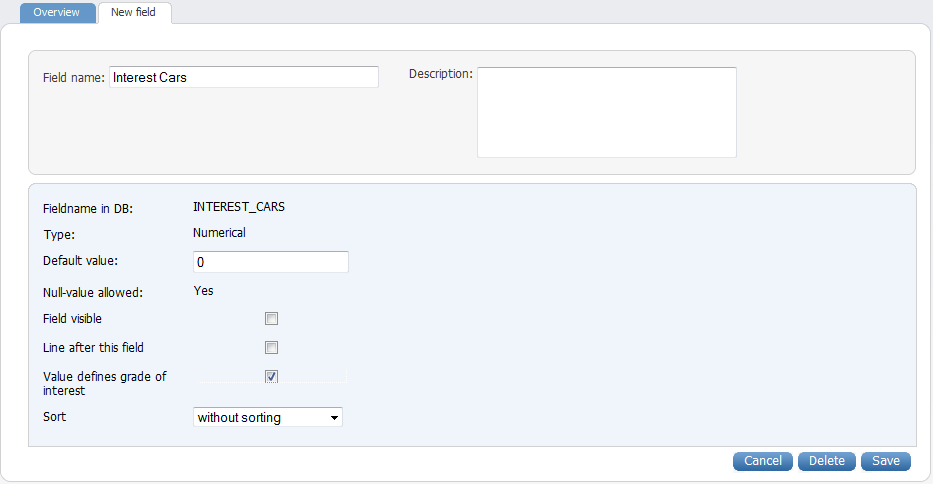 Overview New field
Field name: Interest Cars Description:
Fieldname in DB: INTEREST_CARS
Type: Numerical
Default value: 0
Null-value allowed: Yes
Field visible
Line after this field
Value defines grade of
interest
Sort without sorting
Cancel Delete Save